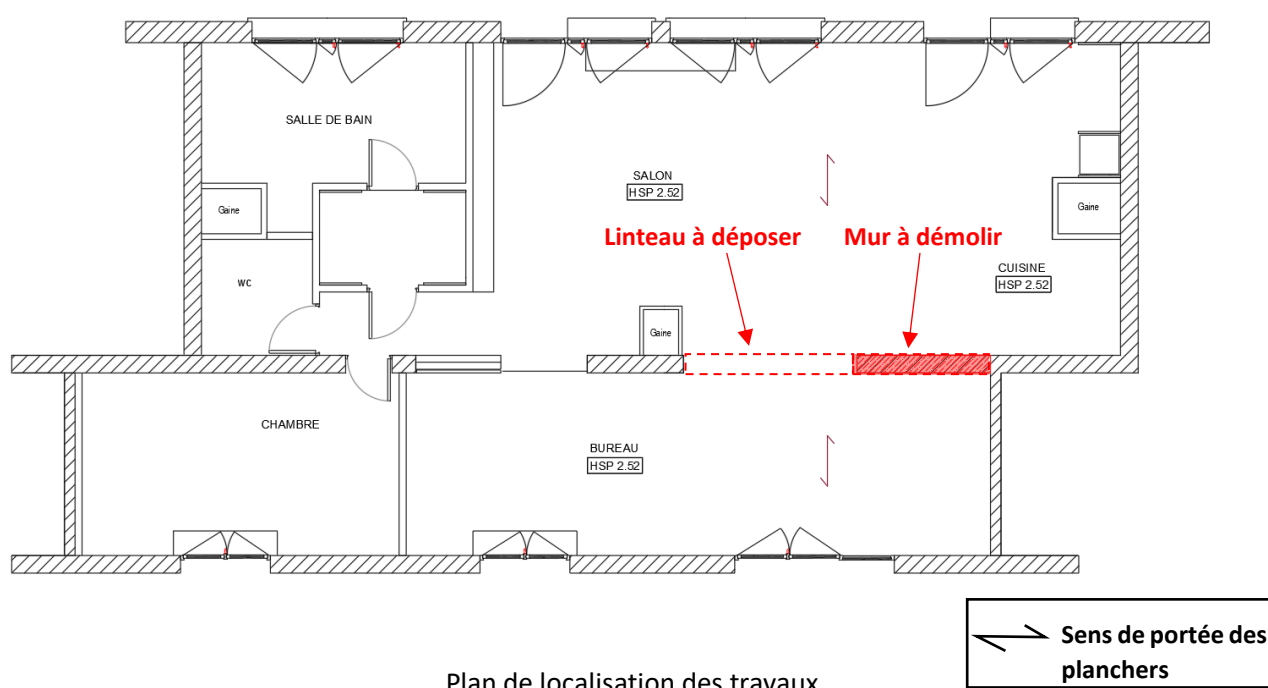 SALLE DE BAIN
SALON
HSP 2.52
Gaine
Gaine
Linteau à déposer
Mur à démolir
WC
CUISINE
HSP 2.52
Gaine
CHAMBRE
BUREAU
HSP 2.52
Sens de portée des
planchers
Plan de localisation des travaux